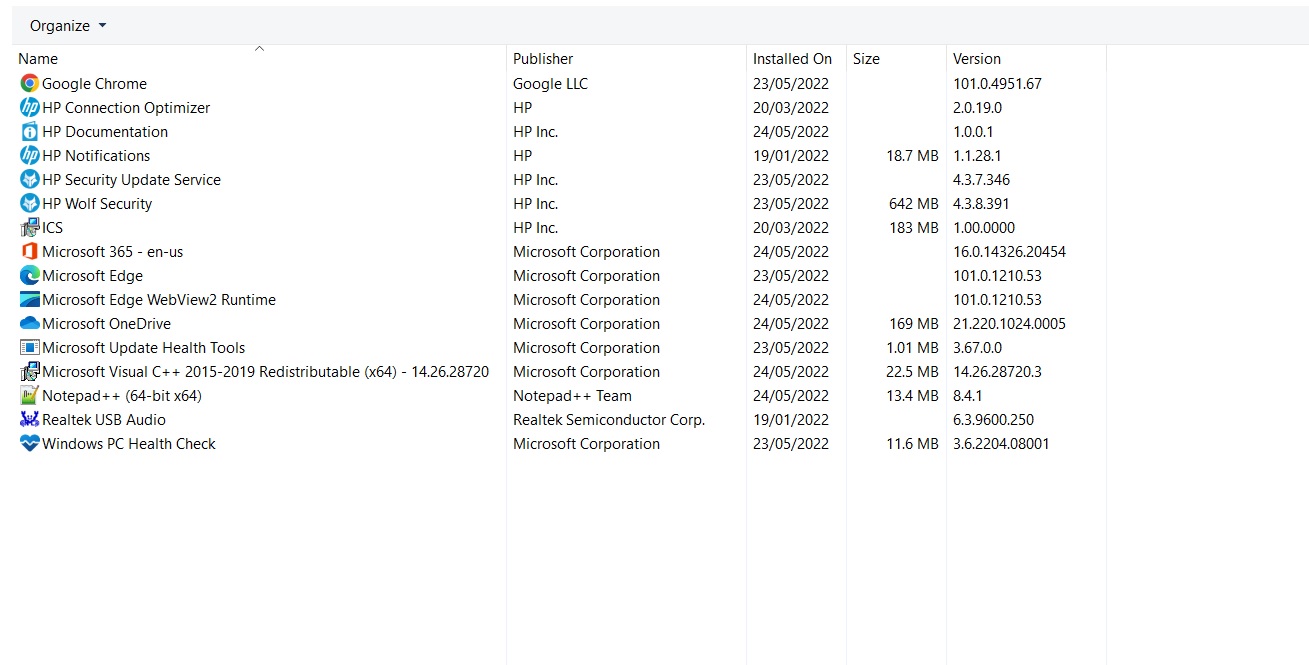 Organize
Name Publisher Installed On Size Version
Google Chrome Google LLC 23/05/2022 101.0.4951.67
HP Connection Optimizer HP 20/03/2022 2.0.19.0
HP Documentation HP Inc. 24/05/2022 1.0.0.1
HP Notifications HP 19/01/2022 18.7 MB 1.1.28.1
HP Security Update Service HP Inc. 23/05/2022 4.3.7.346
HP Wolf Security HP Inc. 23/05/2022 642 MB 4.3.8.391
ICS HP Inc. 20/03/2022 183 MB 1.00.0000
Microsoft 365 - en-us Microsoft Corporation 24/05/2022 16.0.14326.20454
Microsoft Edge Microsoft Corporation 23/05/2022 101.0.1210.53
Microsoft Edge WebView2 Runtime Microsoft Corporation 24/05/2022 101.0.1210.53
Microsoft OneDrive Microsoft Corporation 24/05/2022 169 MB 21.220.1024.0005
Microsoft Update Health Tools Microsoft Corporation 23/05/2022 1.01 MB 3.67.0.0
Microsoft Visual C++ 2015-2019 Redistributable (x64) - 14.26.28720 Microsoft Corporation 24/05/2022 22.5 MB 14.26.28720.3
Notepad++ (64-bit x64) Notepad++ Team 24/05/2022 13.4 MB 8.4.1
Realtek USB Audio Realtek Semiconductor Corp. 19/01/2022 6.3.9600.250
Windows PC Health Check Microsoft Corporation 23/05/2022 11.6 MB 3.6.2204.08001